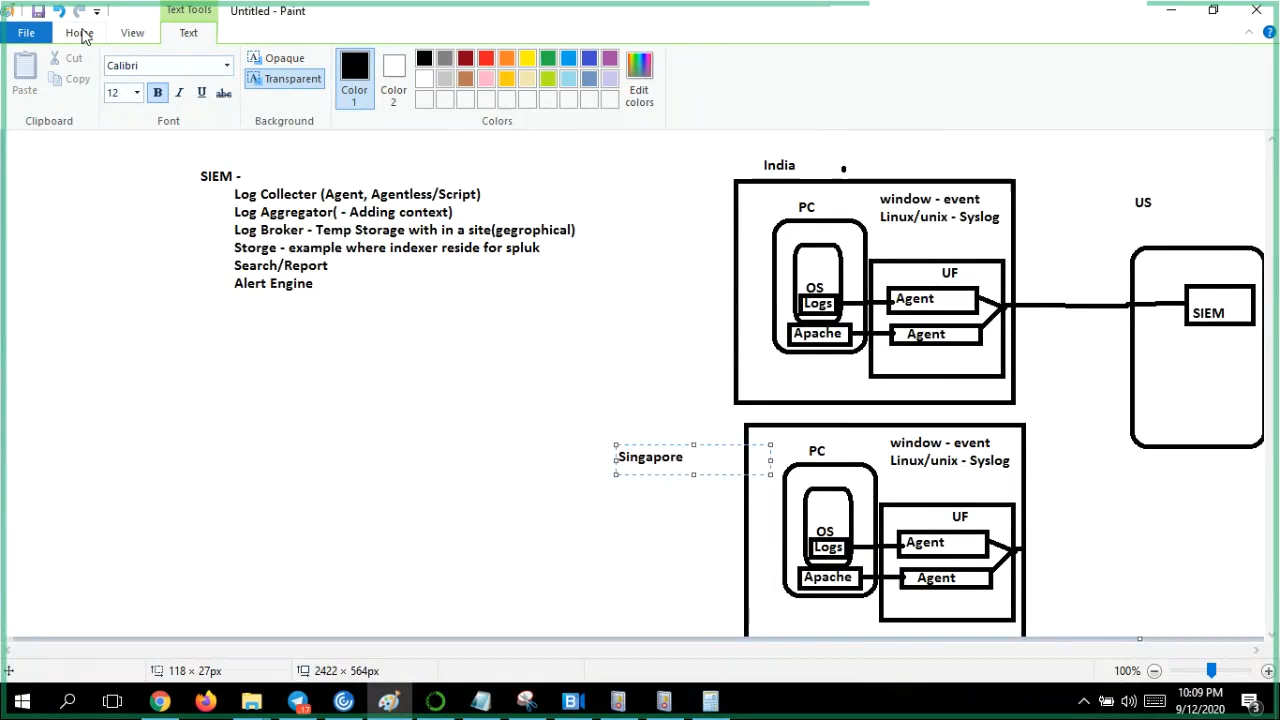 Text Tools
Untitled - Paint
File
Home
View
Text
Cut
Copy
Paste
Clipboard
Calibri
12
B
I
U
abc
Font
Opaque
Transparent
Background
Color 1
Color 2
Edit colors
Colors
SIEM -
Log Collecter (Agent, Agentless/Script)
Log Aggregator( - Adding context)
Log Broker - Temp Storage with in a site(gegrophical)
Storge - example where indexer reside for spluk
Search/Report
Alert Engine
India
PC
window - event
Linux/unix - Syslog
OS
Logs
Apache
UF
Agent
Agent
US
SIEM
Singapore
PC
window - event
Linux/unix - Syslog
OS
Logs
Apache
UF
Agent
Agent
118 × 27px
2422 × 564px
100%
17
10:09 PM
9/12/2020
3